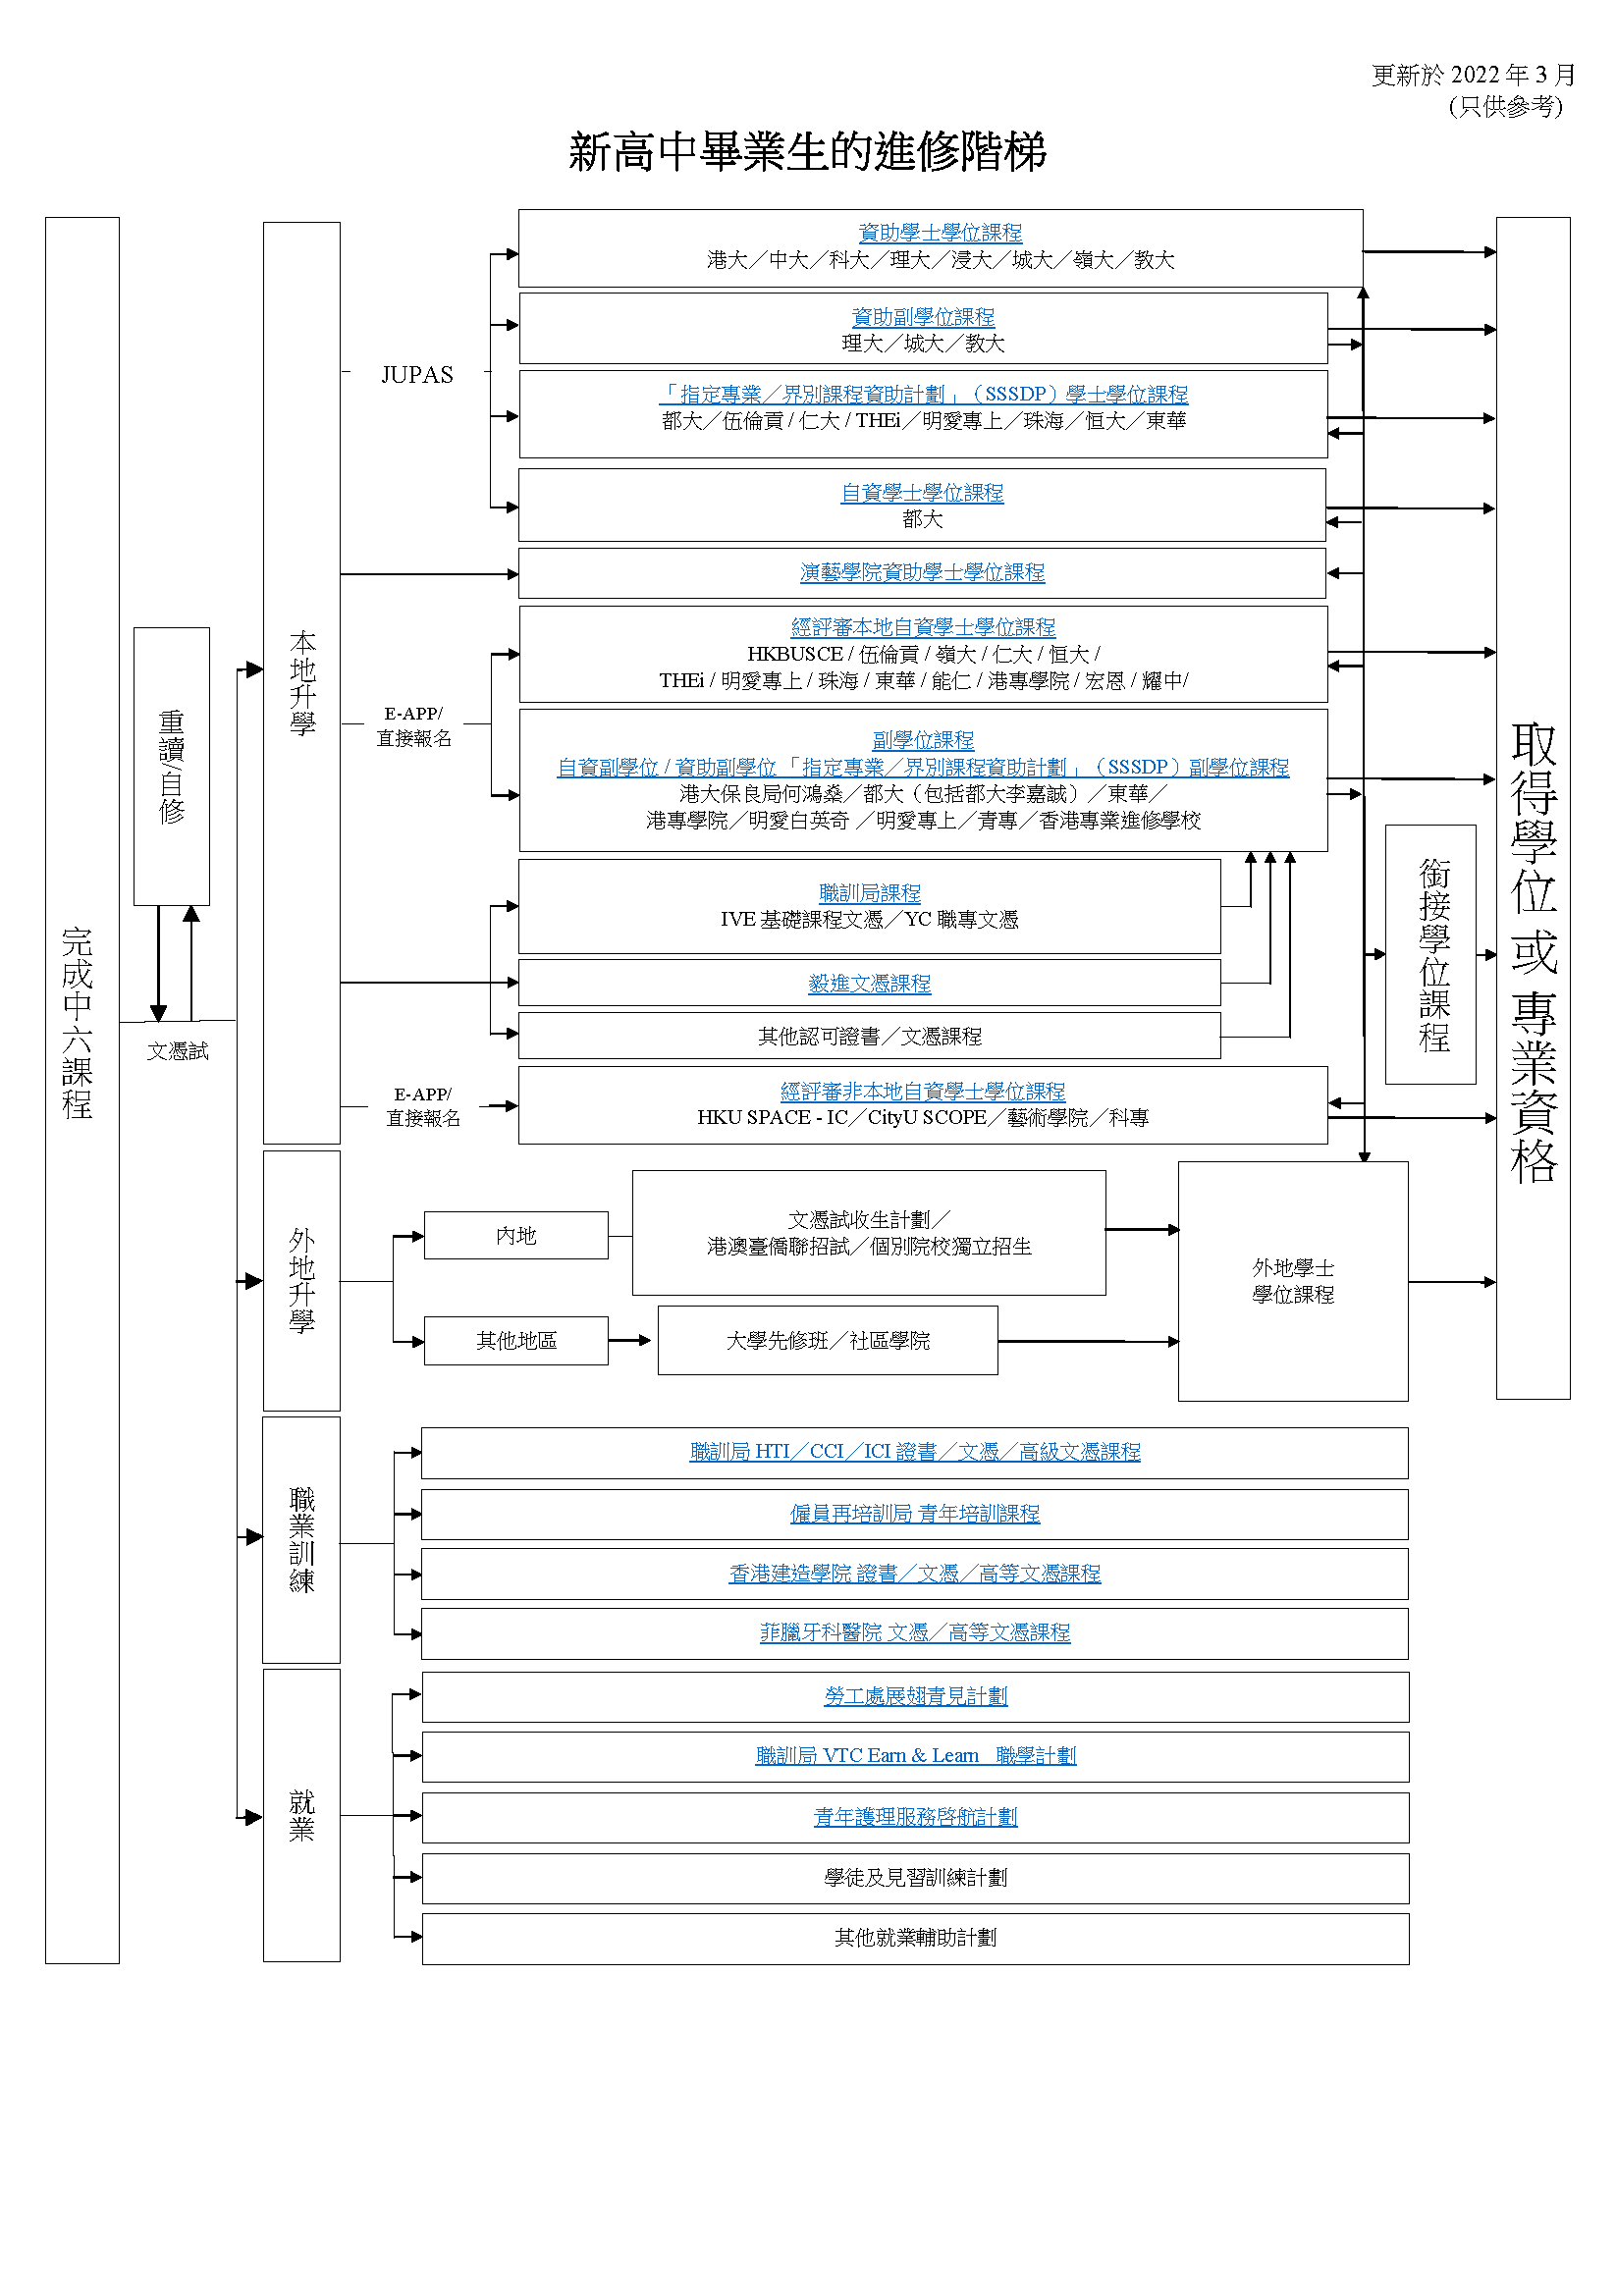 更新於 2022 年 3 月
(只供參考)
新高中畢業生的進修階梯
完成中六課程
重讀/自修
文憑試
本地升學
JUPAS
資助學士學位課程
港大／中大／科大／理大／浸大／城大／嶺大／教大
資助副學位課程
理大／城大／教大
「指定專業／界別課程資助計劃」（SSSDP）學士學位課程
都大／伍倫貢 / 仁大 / THEi／明愛專上／珠海／恒大／東華
自資學士學位課程
都大
演藝學院資助學士學位課程
E-APP/
直接報名
經評審本地自資學士學位課程
HKBUSCE / 伍倫貢 / 嶺大 / 仁大 / 恒大 /
THEi / 明愛專上 / 珠海 / 東華 / 能仁 / 港專學院 / 宏恩 / 耀中/
副學位課程
自資副學位 / 資助副學位 「指定專業／界別課程資助計劃」（SSSDP）副學位課程
港大保良局何鴻燊／都大（包括都大李嘉誠）／東華／
港專學院／明愛白英奇 ／明愛專上／青專／香港專業進修學校
職訓局課程
IVE 基礎課程文憑／YC 職專文憑
毅進文憑課程
其他認可證書／文憑課程
E-APP/
直接報名
經評審非本地自資學士學位課程
HKU SPACE - IC／CityU SCOPE／藝術學院／科專
銜接學位課程
取得學位 或 專業資格
外地升學
內地
文憑試收生計劃／
港澳臺僑聯招試／個別院校獨立招生
其他地區
大學先修班／社區學院
外地學士
學位課程
職業訓練
職訓局 HTI／CCI／ICI 證書／文憑／高級文憑課程
僱員再培訓局 青年培訓課程
香港建造學院 證書／文憑／高等文憑課程
菲臘牙科醫院 文憑／高等文憑課程
就業
勞工處展翅青見計劃
職訓局 VTC Earn & Learn 職學計劃
青年護理服務啓航計劃
學徒及見習訓練計劃
其他就業輔助計劃